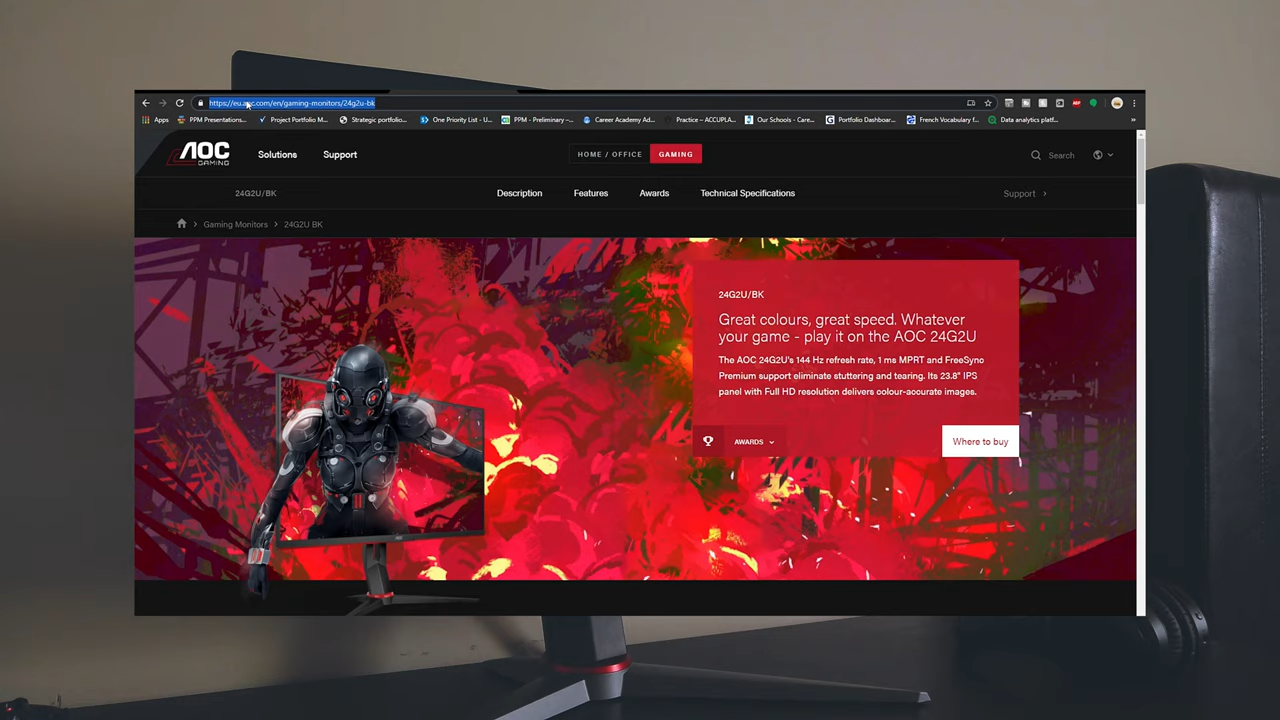 https://eu.aoc.com/en/gaming-monitors/24g2u-bk
Apps PPM Presentations... Project Portfolio M... Strategic portfolio... One Priority List - U... PPM - Preliminary –... Career Academy Ad... Practice – ACCUPLA... Our Schools - Care... Portfolio Dashboar... French Vocabulary f... Data analytics platf... »
AOC GAMING Solutions Support HOME / OFFICE GAMING Search
24G2U/BK Description Features Awards Technical Specifications Support
Gaming Monitors 24G2U BK
24G2U/BK
Great colours, great speed. Whatever
your game - play it on the AOC 24G2U
The AOC 24G2U's 144 Hz refresh rate, 1 ms MPRT and FreeSync
Premium support eliminate stuttering and tearing. Its 23.8" IPS
panel with Full HD resolution delivers colour-accurate images.
AWARDS Where to buy